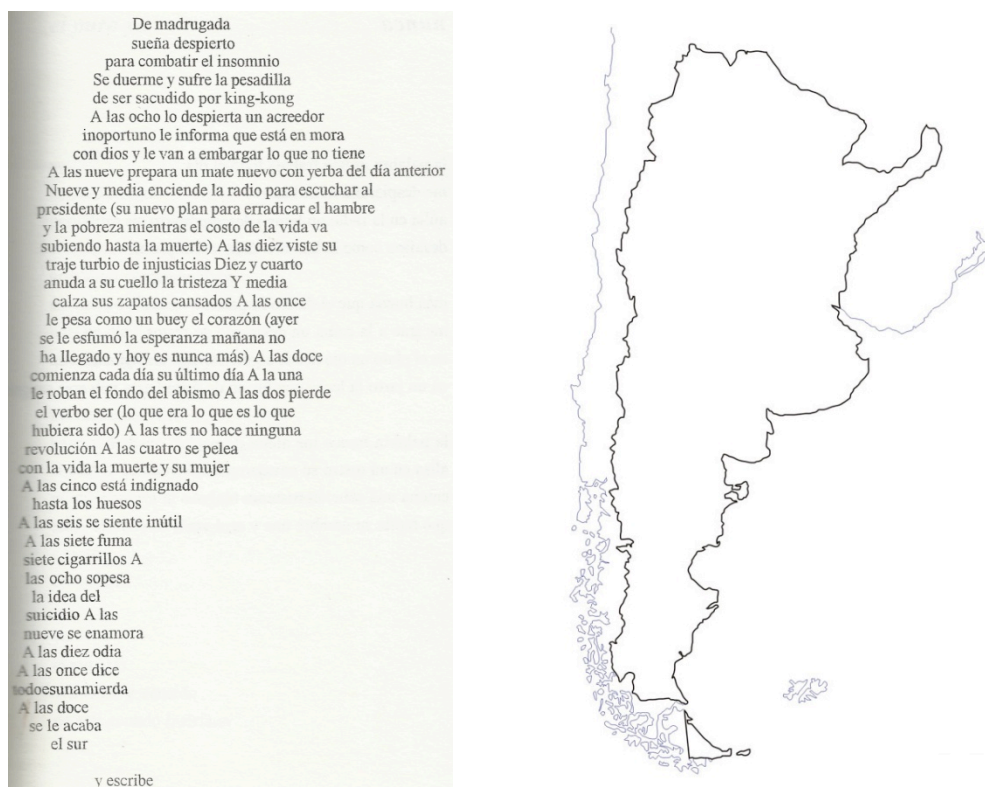 De madrugada
sueña despierto
para combatir el insomnio
Se duerme y sufre la pesadilla
de ser sacudido por king-kong
A las ocho lo despierta un acreedor
inoportuno le informa que está en mora
con dios y le van a embargar lo que no tiene
A las nueve prepara un mate nuevo con yerba del día anterior
Nueve y media enciende la radio para escuchar al
presidente (su nuevo plan para erradicar el hambre
y la pobreza mientras el costo de la vida va
subiendo hasta la muerte) A las diez viste su
traje turbio de injusticias Diez y cuarto
anuda a su cuello la tristeza Y media
calza sus zapatos cansados A las once
le pesa como un buey el corazón (ayer
se le esfumó la esperanza mañana no
ha llegado y hoy es nunca más) A las doce
comienza cada día su último día A la una
le roban el fondo del abismo A las dos pierde
el verbo ser (lo que era lo que es lo que
hubiera sido) A las tres no hace ninguna
revolución A las cuatro se pelea
con la vida la muerte y su mujer
A las cinco está indignado
hasta los huesos
A las seis se siente inútil
A las siete fuma
siete cigarrillos A
las ocho sopesa
la idea del
suicidio A las
nueve se enamora
A las diez odia
A las once dice
todoesunamierda
A las doce
se le acaba
el sur
y escribe